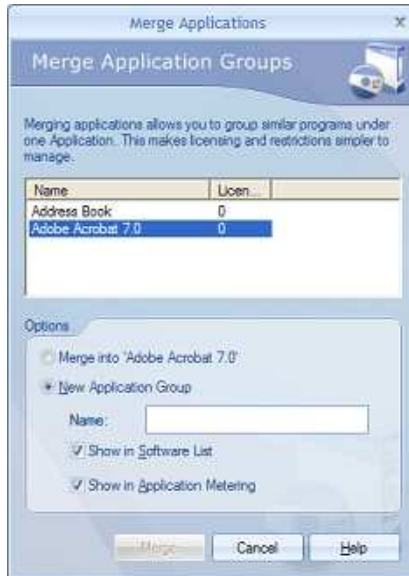 Merge Applications
x
Merge Application Groups
Merging applications allows you to group similar programs under
one Application. This makes licensing and restrictions simpler to
manage.
Name Licen...
Address Book 0
Adobe Acrobat 7.0 0
Options
Merge into 'Adobe Acrobat 7.0'
New Application Group
Name:
Show in Software List
Show in Application Metering
Merge Cancel Help